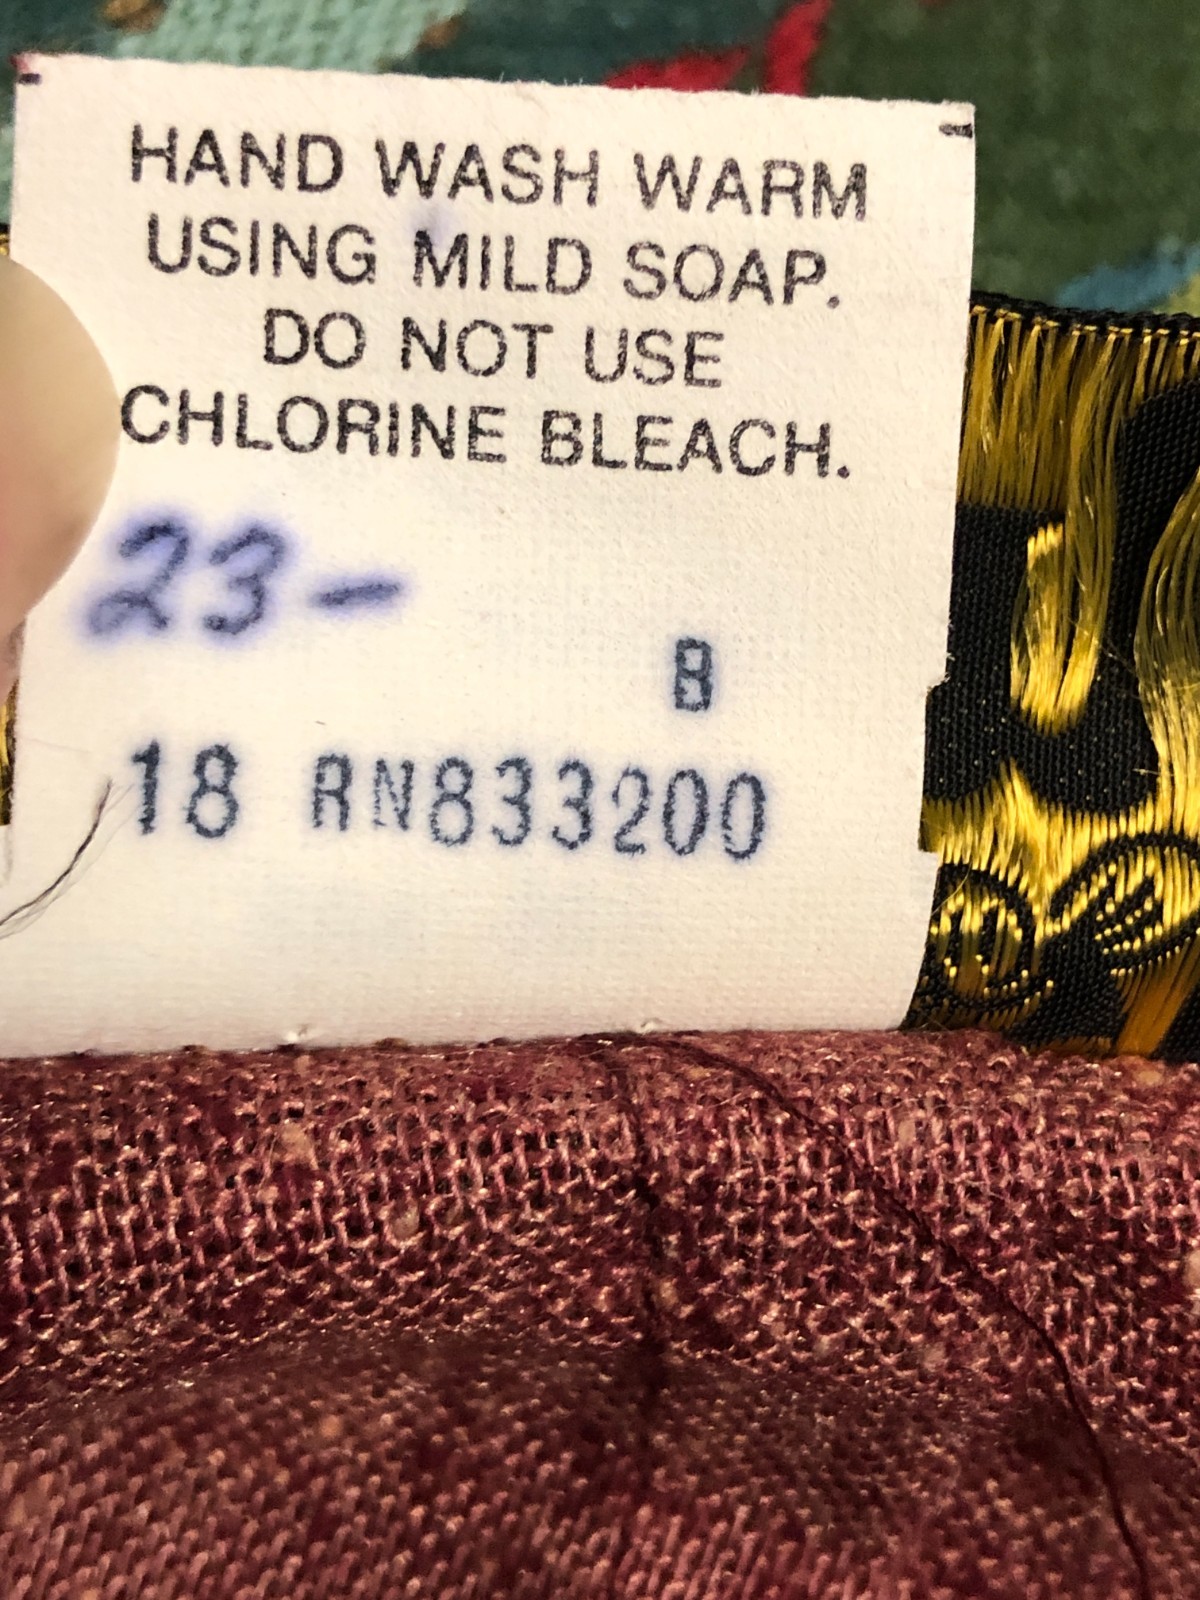 HAND WASH WARM
USING MILD SOAP.
DO NOT USE
CHLORINE BLEACH.
23-
B
18 RN833200